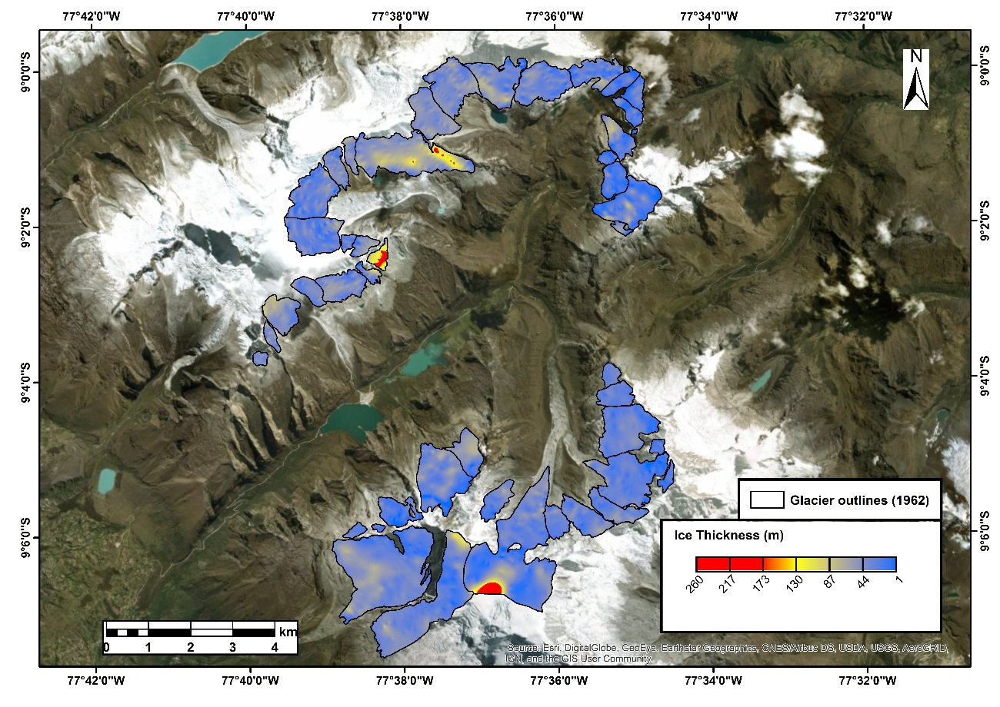 77°42'0"W 77°40'0"W 77°38'0"W 77°36'0"W 77°34'0"W 77°32'0"W
9°0'0"S
9°0'0"S
N
9°2'0"S
9°2'0"S
9°4'0"S
9°4'0"S
9°6'0"S
9°6'0"S
Glacier outlines (1962)
Ice Thickness (m)
260 217 173 130 87 44 1
km
0 1 2 3 4
Source: Esri, DigitalGlobe, GeoEye, Earthstar Geographics, CNES/Airbus DS, USDA, USGS, AeroGRID,
IGN, and the GIS User Community
77°42'0"W 77°40'0"W 77°38'0"W 77°36'0"W 77°34'0"W 77°32'0"W